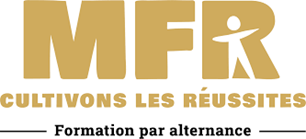 MFR
CULTIVONS LES RÉUSSITES
Formation par alternance